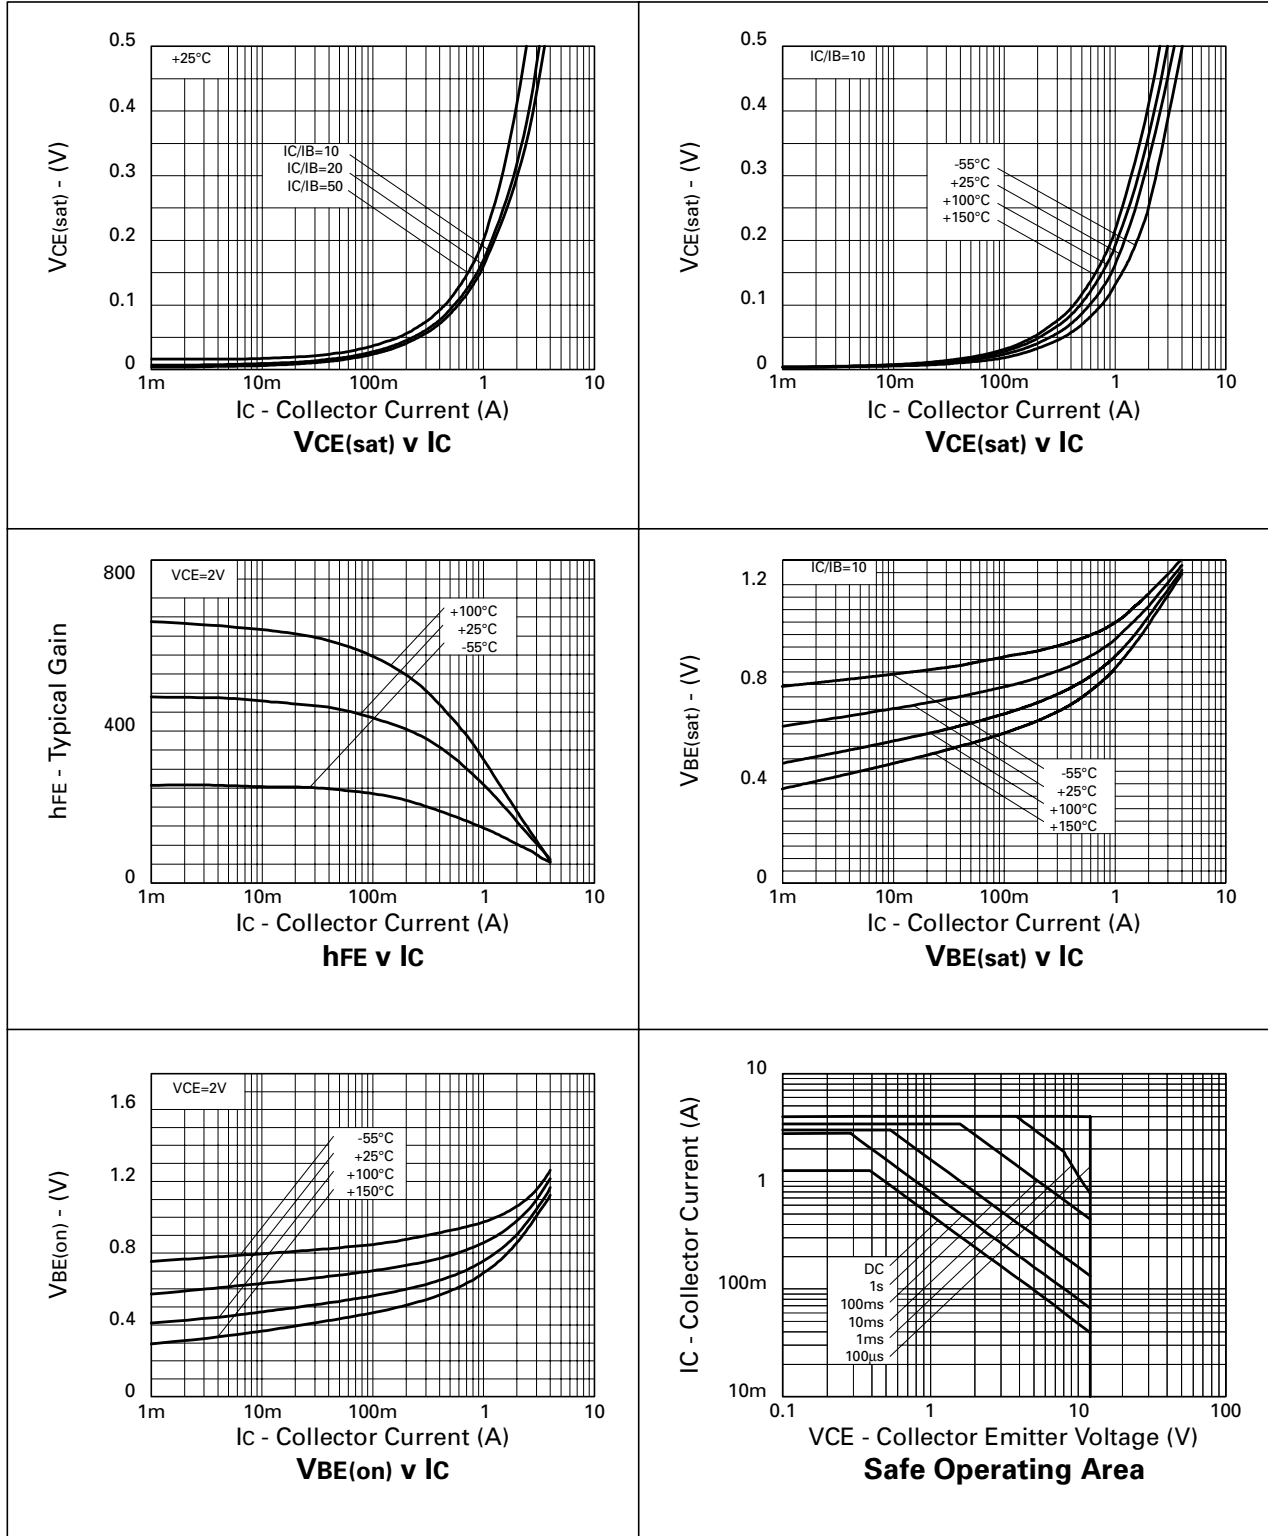 0.5
+25°C
0.4
0.3
IC/IB=10
IC/IB=20
IC/IB=50
0.2
0.1
0
VCE(sat) - (V)
1m 10m 100m 1 10
IC - Collector Current (A)
VCE(sat) v IC
0.5
IC/IB=10
0.4
0.3
-55°C
+25°C
+100°C
+150°C
0.2
0.1
0
VCE(sat) - (V)
1m 10m 100m 1 10
IC - Collector Current (A)
VCE(sat) v IC
800
VCE=2V
+100°C
+25°C
-55°C
400
0
hFE - Typical Gain
1m 10m 100m 1 10
IC - Collector Current (A)
hFE v IC
IC/IB=10
1.2
0.8
-55°C
+25°C
+100°C
+150°C
0.4
0
VBE(sat) - (V)
1m 10m 100m 1 10
IC - Collector Current (A)
VBE(sat) v IC
VCE=2V
1.6
-55°C
+25°C
+100°C
+150°C
1.2
0.8
0.4
0
VBE(on) - (V)
1m 10m 100m 1 10
IC - Collector Current (A)
VBE(on) v IC
10
1
100m
10m
DC
1s
100ms
10ms
1ms
100µs
IC - Collector Current (A)
0.1 1 10 100
VCE - Collector Emitter Voltage (V)
Safe Operating Area